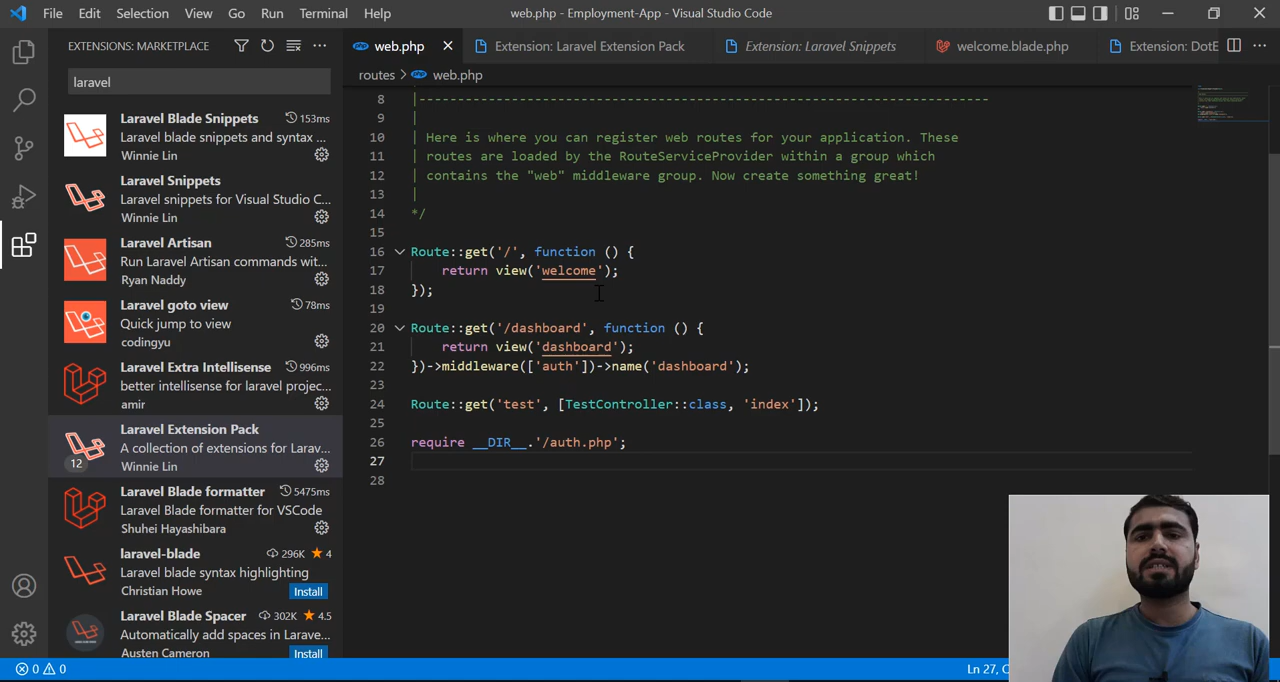 File Edit Selection View Go Run Terminal Help
web.php - Employment-App - Visual Studio Code
EXTENSIONS: MARKETPLACE
laravel
Laravel Blade Snippets 153ms
Laravel blade snippets and syntax ...
Winnie Lin
Laravel Snippets
Laravel snippets for Visual Studio C...
Winnie Lin
Laravel Artisan 285ms
Run Laravel Artisan commands wit...
Ryan Naddy
Laravel goto view 78ms
Quick jump to view
codingyu
Laravel Extra Intellisense 996ms
better intellisense for laravel projec...
amir
Laravel Extension Pack
A collection of extensions for Larav...
12 Winnie Lin
Laravel Blade formatter 5475ms
Laravel Blade formatter for VSCode
Shuhei Hayashibara
laravel-blade 296K 4
Laravel blade syntax highlighting
Christian Howe Install
Laravel Blade Spacer 302K 4.5
Automatically add spaces in Larave...
Austen Cameron Install
web.php Extension: Laravel Extension Pack Extension: Laravel Snippets welcome.blade.php Extension: DotE
routes > web.php
8 |-------------------------------------------------------------------------
9 |
10 | Here is where you can register web routes for your application. These
11 | routes are loaded by the RouteServiceProvider within a group which
12 | contains the "web" middleware group. Now create something great!
13 |
14 */
15
16 Route::get('/', function () {
17 return view('welcome');
18 });
19
20 Route::get('/dashboard', function () {
21 return view('dashboard');
22 })->middleware(['auth'])->name('dashboard');
23
24 Route::get('test', [TestController::class, 'index']);
25
26 require __DIR__.'/auth.php';
27
28
0 0 Ln 27,